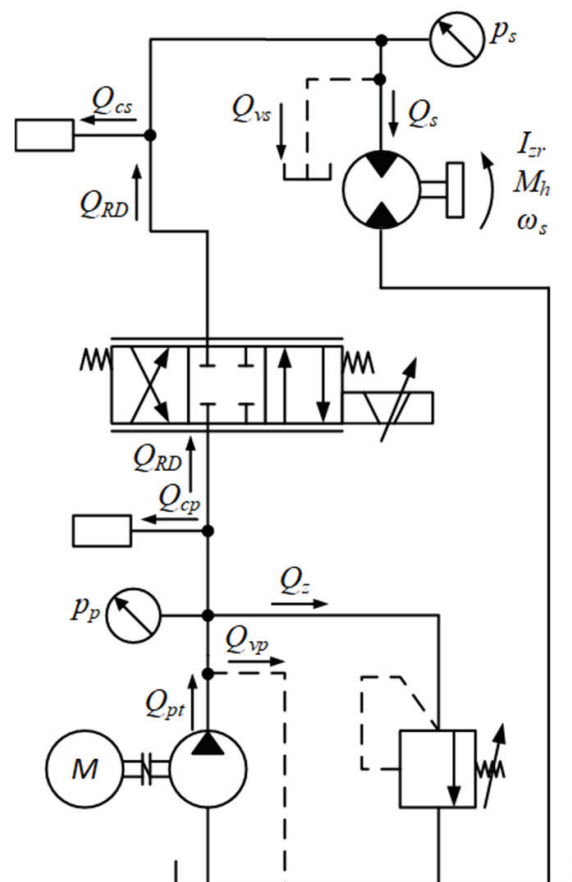 p_s
Q_cs
Q_vs
Q_s
I_zr
M_h
Q_RD
ω_s
Q_RD
Q_cp
Q_z
p_p
Q_vp
Q_pt
M